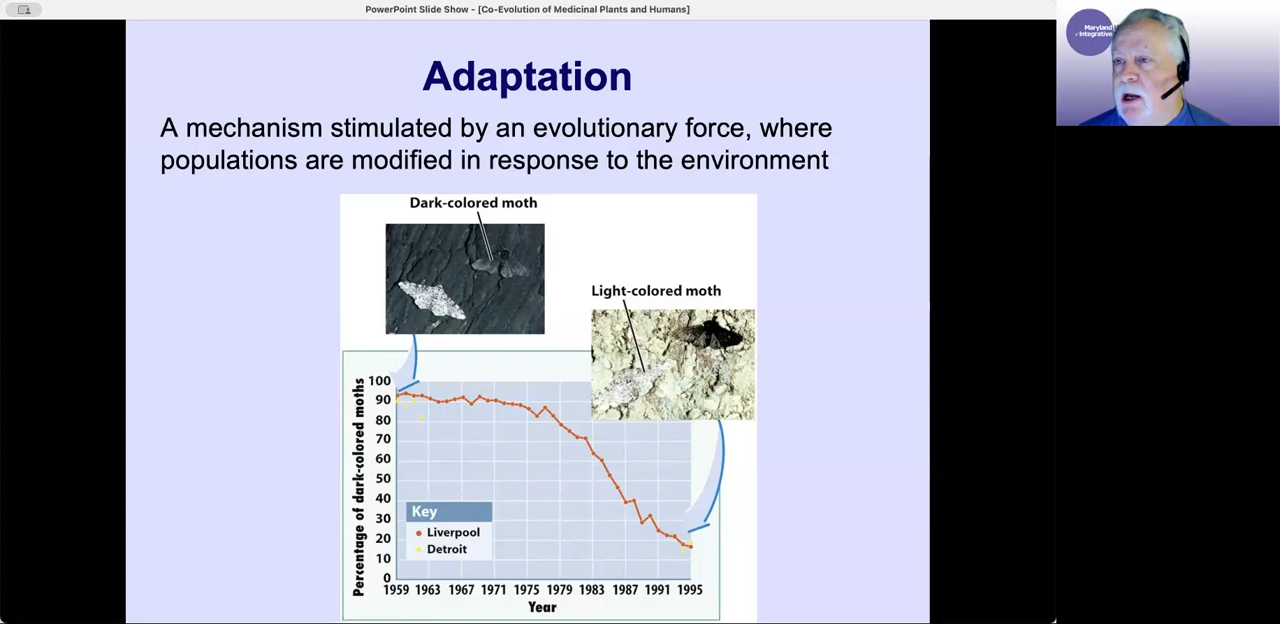 PowerPoint Slide Show - [Co-Evolution of Medicinal Plants and Humans]
Maryland
Integrative
Adaptation
A mechanism stimulated by an evolutionary force, where
populations are modified in response to the environment
Dark-colored moth
Light-colored moth
Percentage of dark-colored moths
100
90
80
70
60
50
40
30
20
10
0
Key
Liverpool
Detroit
1959 1963 1967 1971 1975 1979 1983 1987 1991 1995
Year